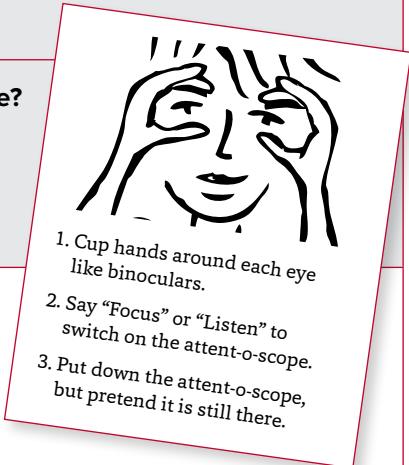 e?
1. Cup hands around each eye
like binoculars.
2. Say “Focus” or “Listen” to
switch on the attent-o-scope.
3. Put down the attent-o-scope,
but pretend it is still there.